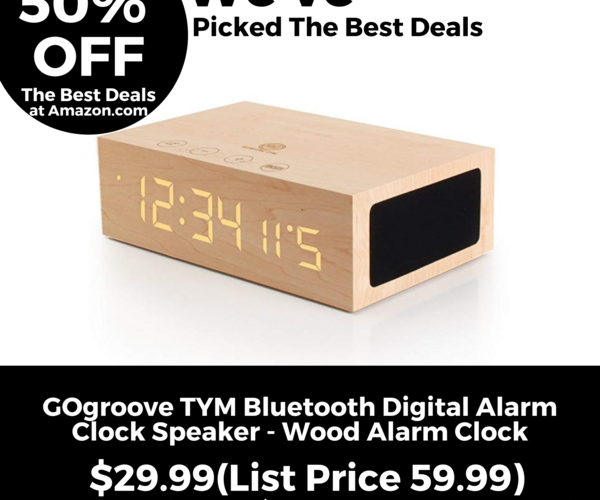 50%
OFF
The Best Deals
at Amazon.com
We've
Picked The Best Deals
12:34 11°5
GOgroove TYM Bluetooth Digital Alarm
Clock Speaker - Wood Alarm Clock
$29.99(List Price 59.99)